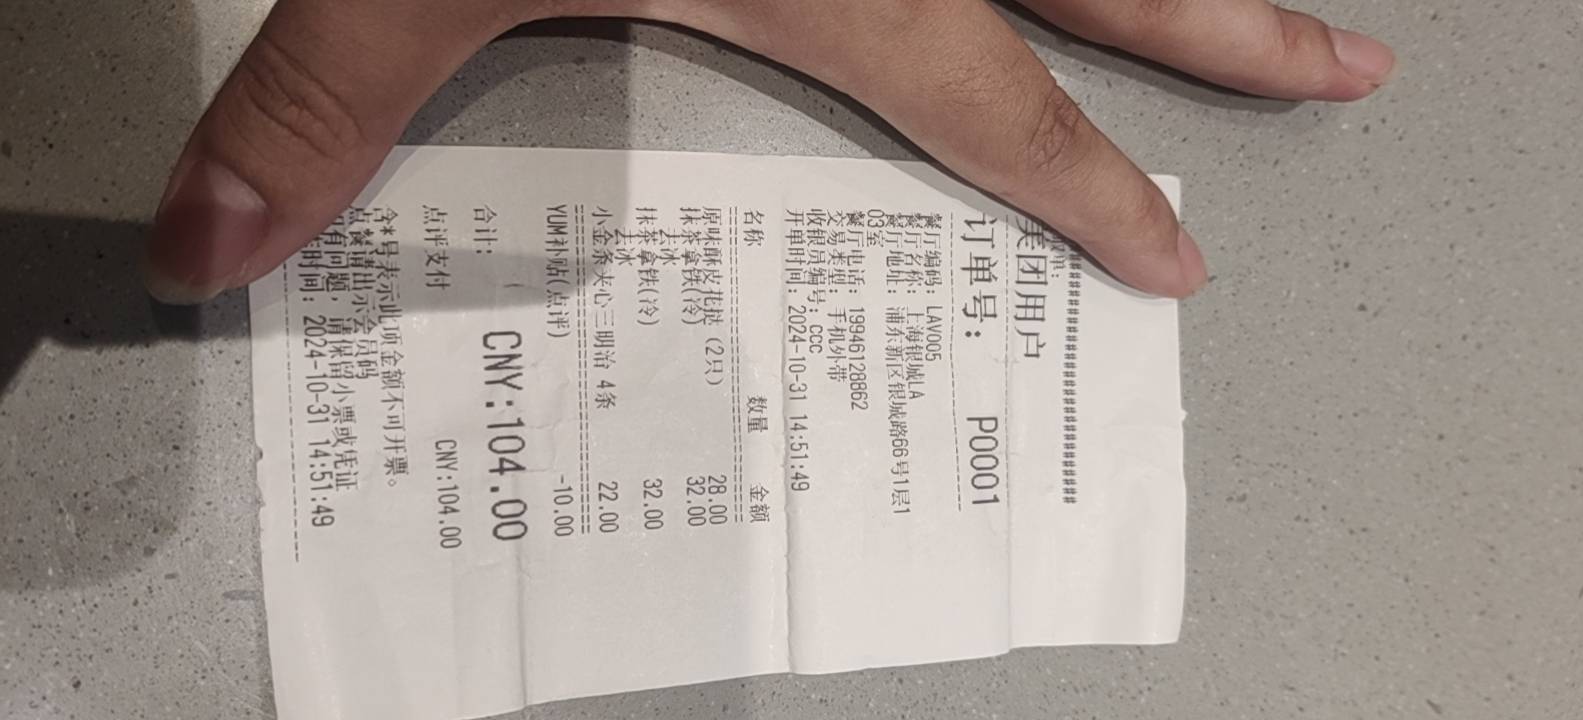 ####################
单:
美团用户
订单号: P0001
餐厅编码: LAV005
餐厅名称: 上海银城LA
餐厅地址: 浦东新区银城路66号1层1
03室
餐厅电话: 19946128862
交易类型: 手机外带
收银员编号: CCC
开单时间: 2024-10-31 14:51:49
名称 数量 金额
原味酥皮花挞 (2只) 28.00
抹茶拿铁(冷) 32.00
去冰
抹茶拿铁(冷) 32.00
去冰
小金条夹心三明治 4条 22.00
YUM补贴(点评) -10.00
合计: CNY:104.00
点评支付 CNY:104.00
含*号表示此项金额不可开票。
点餐请出示会员码
如有问题, 请保留小票或凭证
时间: 2024-10-31 14:51:49